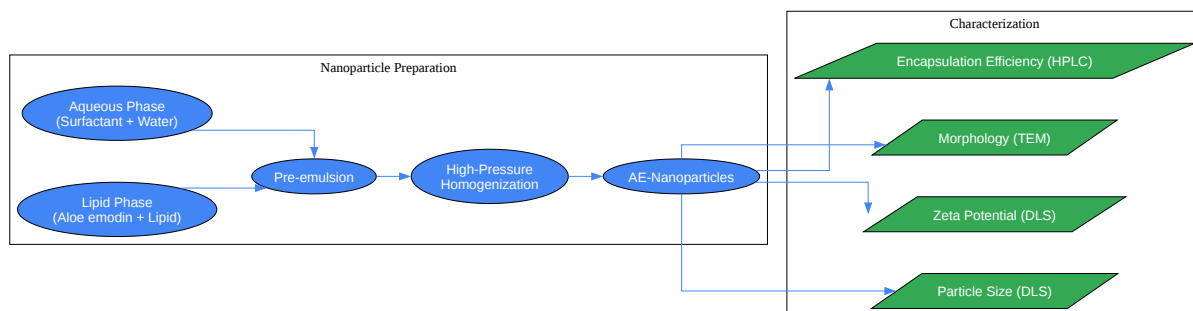 Nanoparticle Preparation
Aqueous Phase
(Surfactant + Water)
Lipid Phase
(Aloe emodin + Lipid)
Pre-emulsion
High-Pressure
Homogenization
AE-Nanoparticles
Characterization
Encapsulation Efficiency (HPLC)
Morphology (TEM)
Zeta Potential (DLS)
Particle Size (DLS)